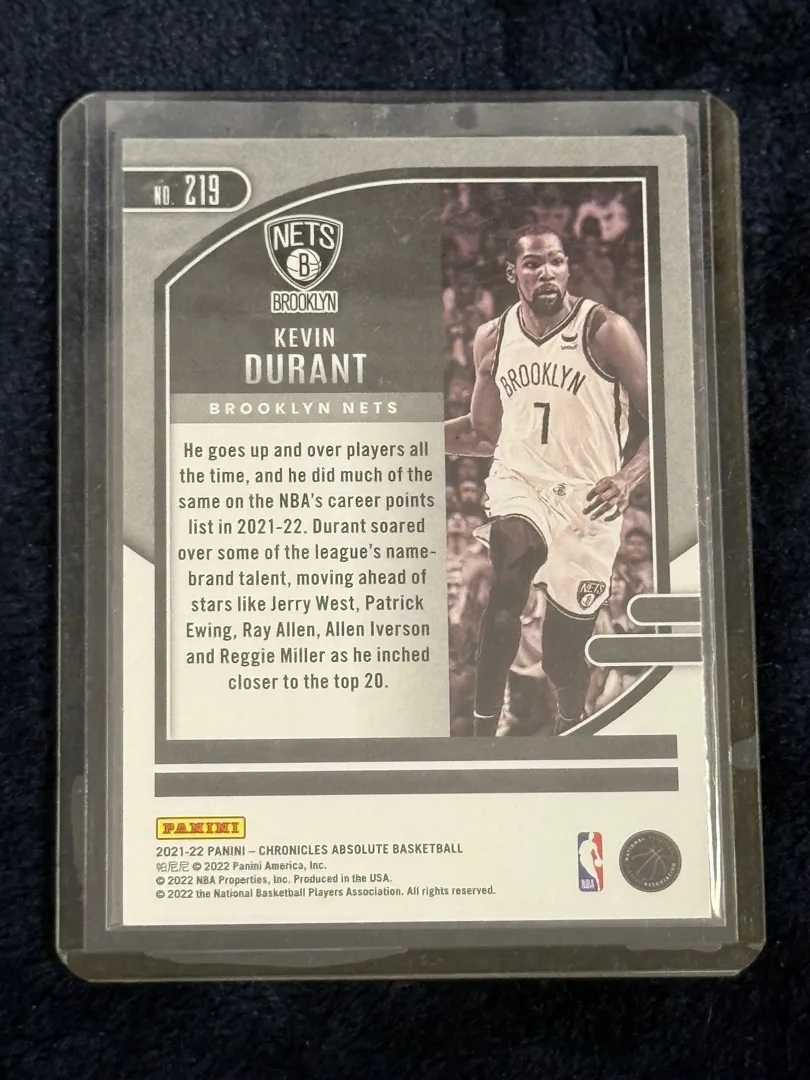 NO. 219
NETS
B
BROOKLYN
KEVIN
DURANT
BROOKLYN NETS
He goes up and over players all
the time, and he did much of the
same on the NBA's career points
list in 2021-22. Durant soared
over some of the league's name-
brand talent, moving ahead of
stars like Jerry West, Patrick
Ewing, Ray Allen, Allen Iverson
and Reggie Miller as he inched
closer to the top 20.
BROOKLYN
7
NETS
PANINI
2021-22 PANINI – CHRONICLES ABSOLUTE BASKETBALL
帕尼尼 © 2022 Panini America, Inc.
© 2022 NBA Properties, Inc. Produced in the USA.
© 2022 the National Basketball Players Association. All rights reserved.
NBA